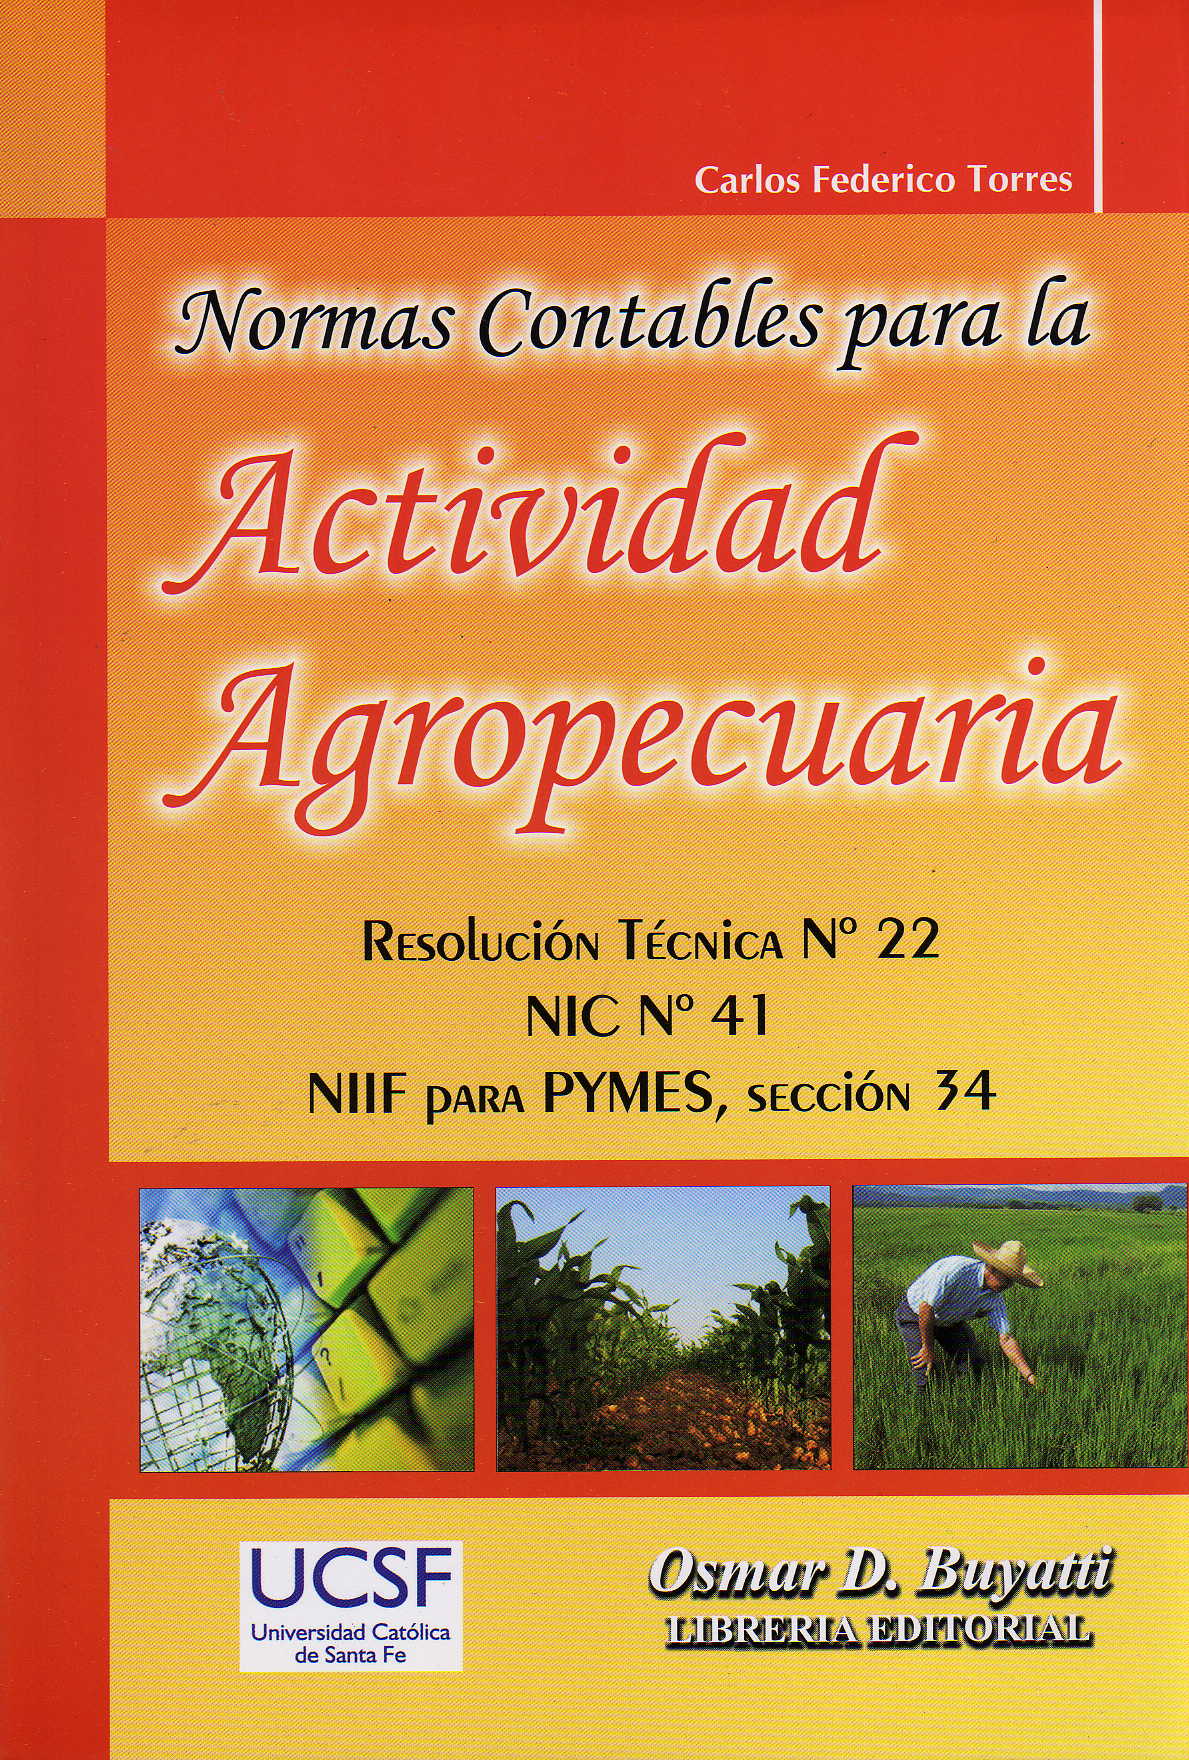 Carlos Federico Torres
Normas Contables para la
Actividad
Agropecuaria
Resolución Técnica Nº 22
NIC Nº 41
NIIF para PYMES, sección 34
UCSF
Universidad Católica
de Santa Fe
Osmar D. Buyatti
LIBRERIA EDITORIAL